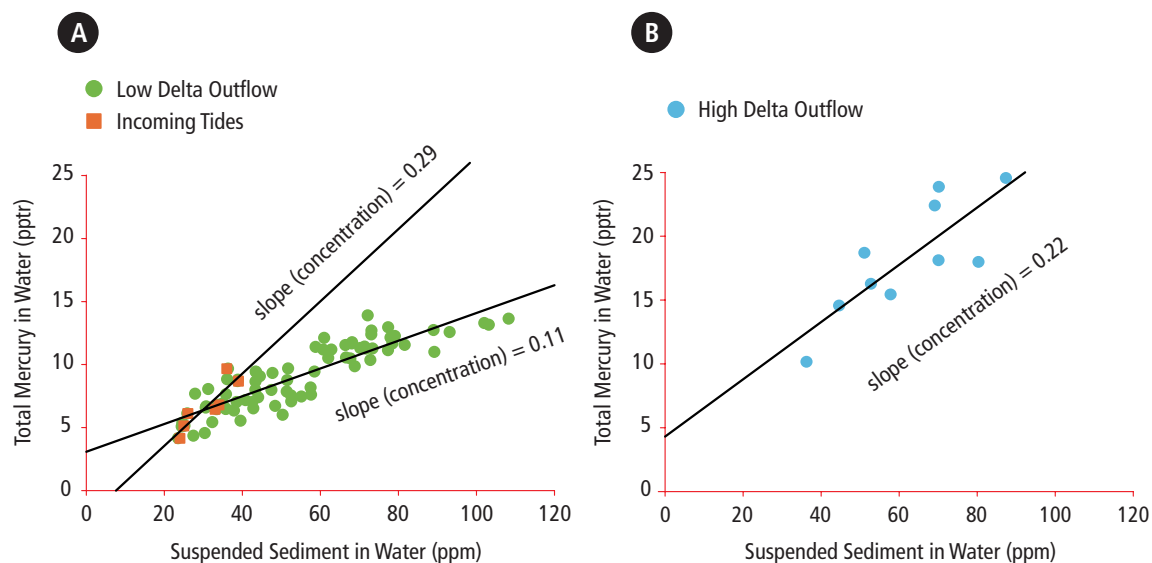 A
Low Delta Outflow
Incoming Tides
Total Mercury in Water (pptr)
25
20
15
10
5
0
slope (concentration) = 0.29
slope (concentration) = 0.11
0 20 40 60 80 100 120
Suspended Sediment in Water (ppm)
B
High Delta Outflow
Total Mercury in Water (pptr)
25
20
15
10
5
0
slope (concentration) = 0.22
0 20 40 60 80 100 120
Suspended Sediment in Water (ppm)